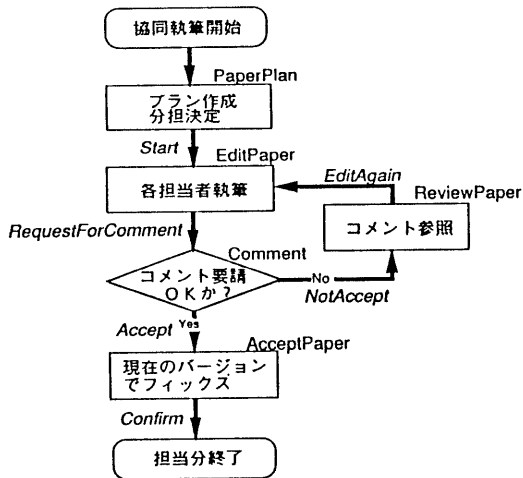 協同執筆開始
PaperPlan
プラン作成
分担決定
Start
EditPaper
各担当者執筆
EditAgain
ReviewPaper
コメント参照
RequestForComment
Comment
コメント要請
OKか?
No
NotAccept
Accept
Yes
AcceptPaper
現在のバージョン
でフィックス
Confirm
担当分終了